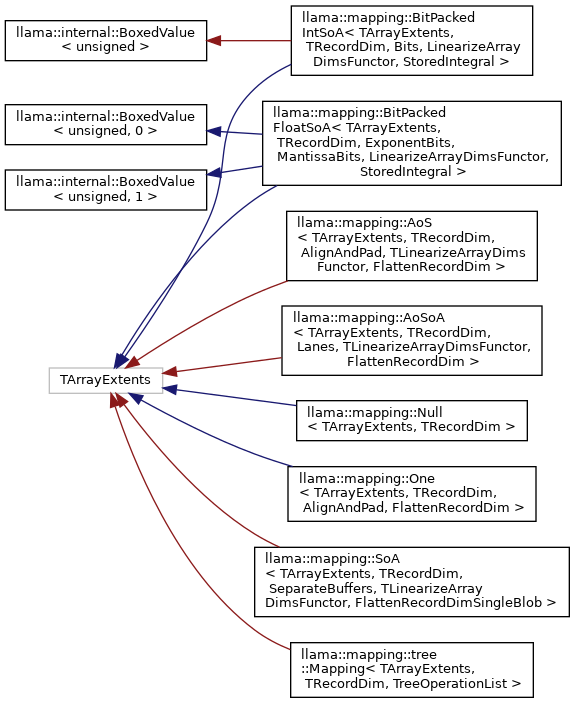 llama::internal::BoxedValue
< unsigned >
llama::internal::BoxedValue
< unsigned, 0 >
llama::internal::BoxedValue
< unsigned, 1 >
TArrayExtents
llama::mapping::BitPacked
IntSoA< TArrayExtents,
TRecordDim, Bits, LinearizeArray
DimsFunctor, StoredIntegral >
llama::mapping::BitPacked
FloatSoA< TArrayExtents,
TRecordDim, ExponentBits,
MantissaBits, LinearizeArrayDimsFunctor,
StoredIntegral >
llama::mapping::AoS
< TArrayExtents, TRecordDim,
AlignAndPad, TLinearizeArrayDims
Functor, FlattenRecordDim >
llama::mapping::AoSoA
< TArrayExtents, TRecordDim,
Lanes, TLinearizeArrayDimsFunctor,
FlattenRecordDim >
llama::mapping::Null
< TArrayExtents, TRecordDim >
llama::mapping::One
< TArrayExtents, TRecordDim,
AlignAndPad, FlattenRecordDim >
llama::mapping::SoA
< TArrayExtents, TRecordDim,
SeparateBuffers, TLinearizeArray
DimsFunctor, FlattenRecordDimSingleBlob >
llama::mapping::tree
::Mapping< TArrayExtents,
TRecordDim, TreeOperationList >